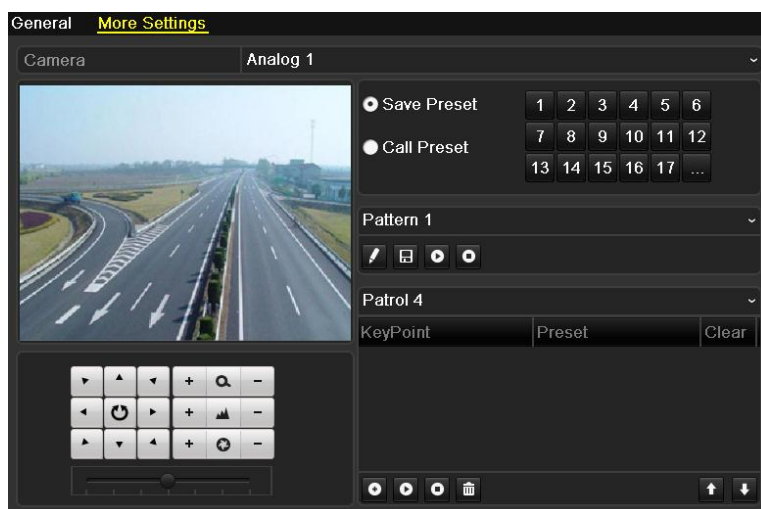 General More Settings
Camera Analog 1
Save Preset 1 2 3 4 5 6
Call Preset 7 8 9 10 11 12
13 14 15 16 17 ...
Pattern 1
Patrol 4
KeyPoint Preset Clear
+ -
+ -
+ -